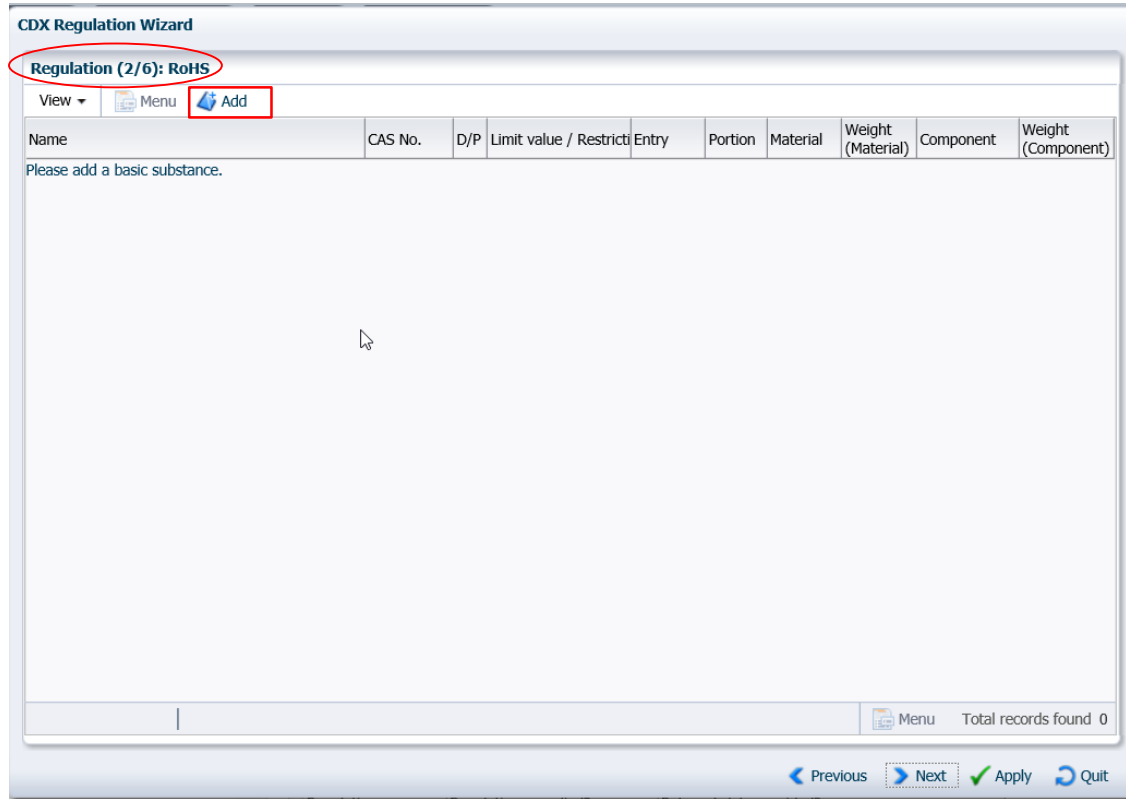 CDX Regulation Wizard
Regulation (2/6): RoHS
View Menu Add
Name CAS No. D/P Limit value / Restricti Entry Portion Material Weight (Material) Component Weight (Component)
Please add a basic substance.
Menu Total records found 0
Previous Next Apply Quit